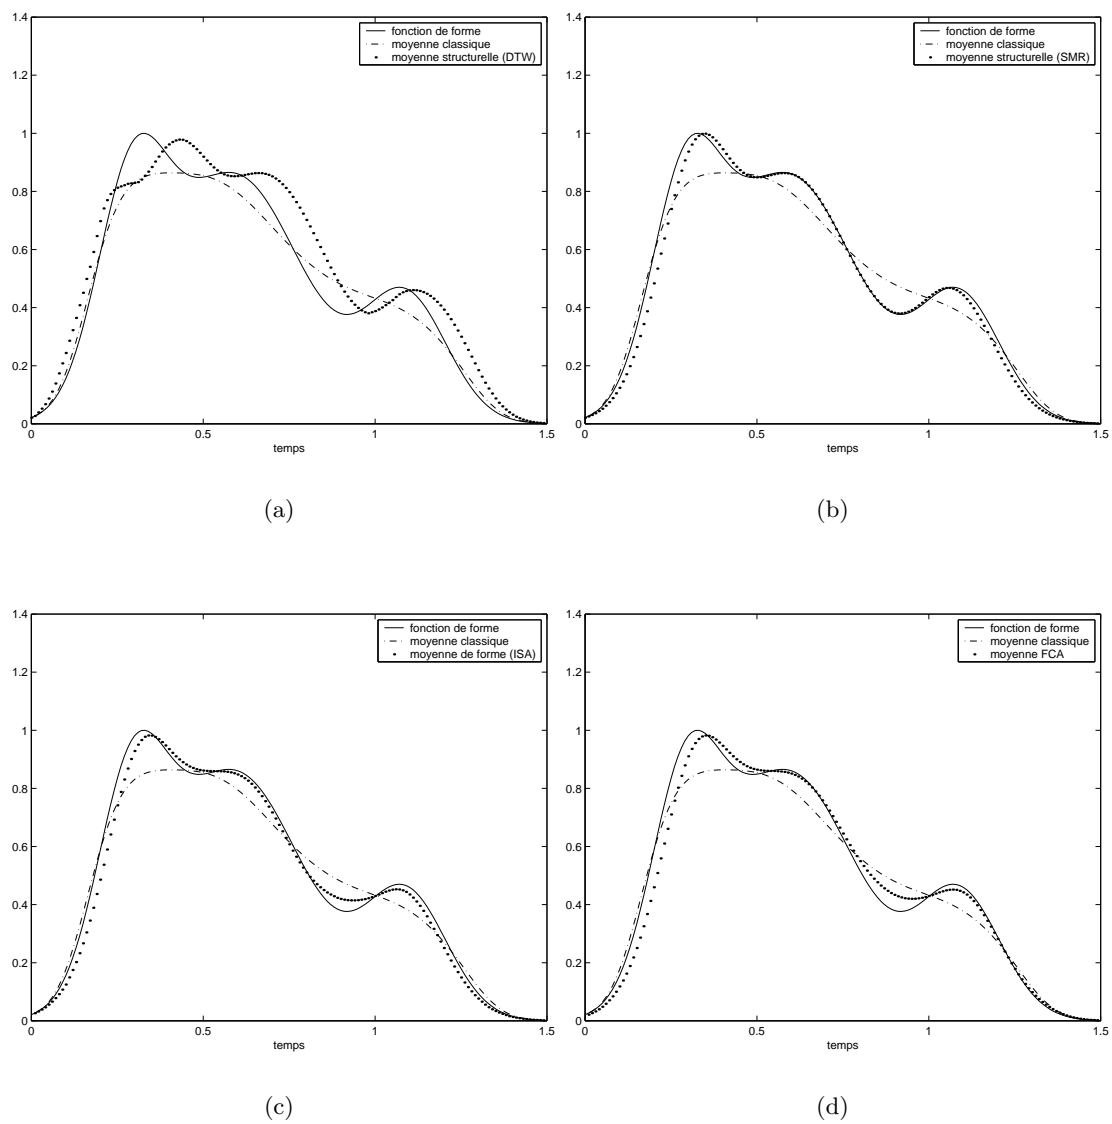 1.4
1.2
1
0.8
0.6
0.4
0.2
0
fonction de forme
moyenne classique
moyenne structurelle (DTW)
0 0.5 1 1.5
temps
(a)
1.4
1.2
1
0.8
0.6
0.4
0.2
0
fonction de forme
moyenne classique
moyenne structurelle (SMR)
0 0.5 1 1.5
temps
(b)
1.4
1.2
1
0.8
0.6
0.4
0.2
0
fonction de forme
moyenne classique
moyenne de forme (ISA)
0 0.5 1 1.5
temps
(c)
1.4
1.2
1
0.8
0.6
0.4
0.2
0
fonction de forme
moyenne classique
moyenne FCA
0 0.5 1 1.5
temps
(d)